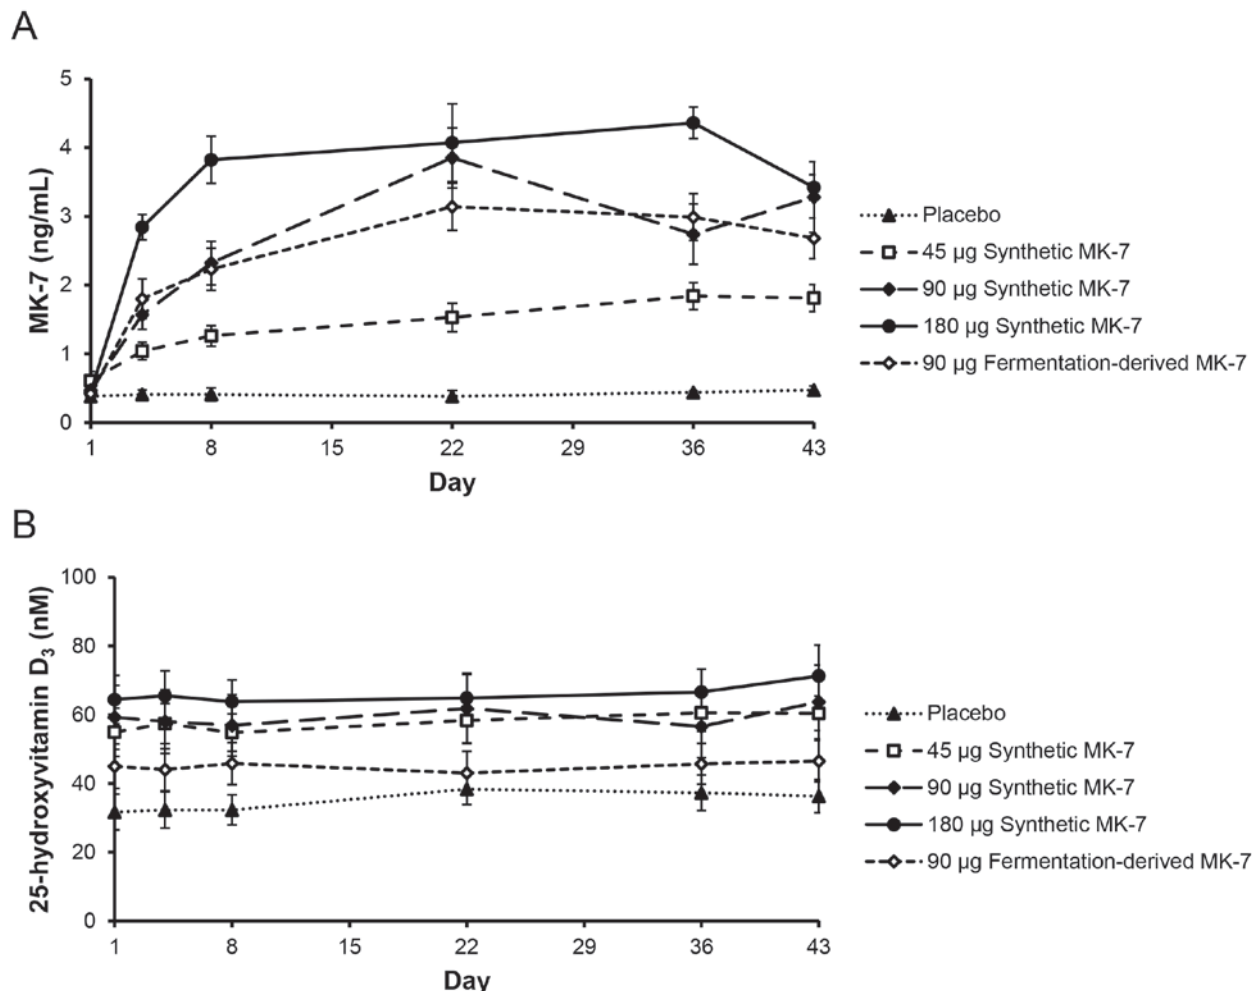 A
5
4
3
2
1
0
MK-7 (ng/mL)
1 8 15 22 29 36 43
Day
Placebo
45 µg Synthetic MK-7
90 µg Synthetic MK-7
180 µg Synthetic MK-7
90 µg Fermentation-derived MK-7
B
100
80
60
40
20
0
25-hydroxyvitamin D₃ (nM)
1 8 15 22 29 36 43
Day
Placebo
45 µg Synthetic MK-7
90 µg Synthetic MK-7
180 µg Synthetic MK-7
90 µg Fermentation-derived MK-7